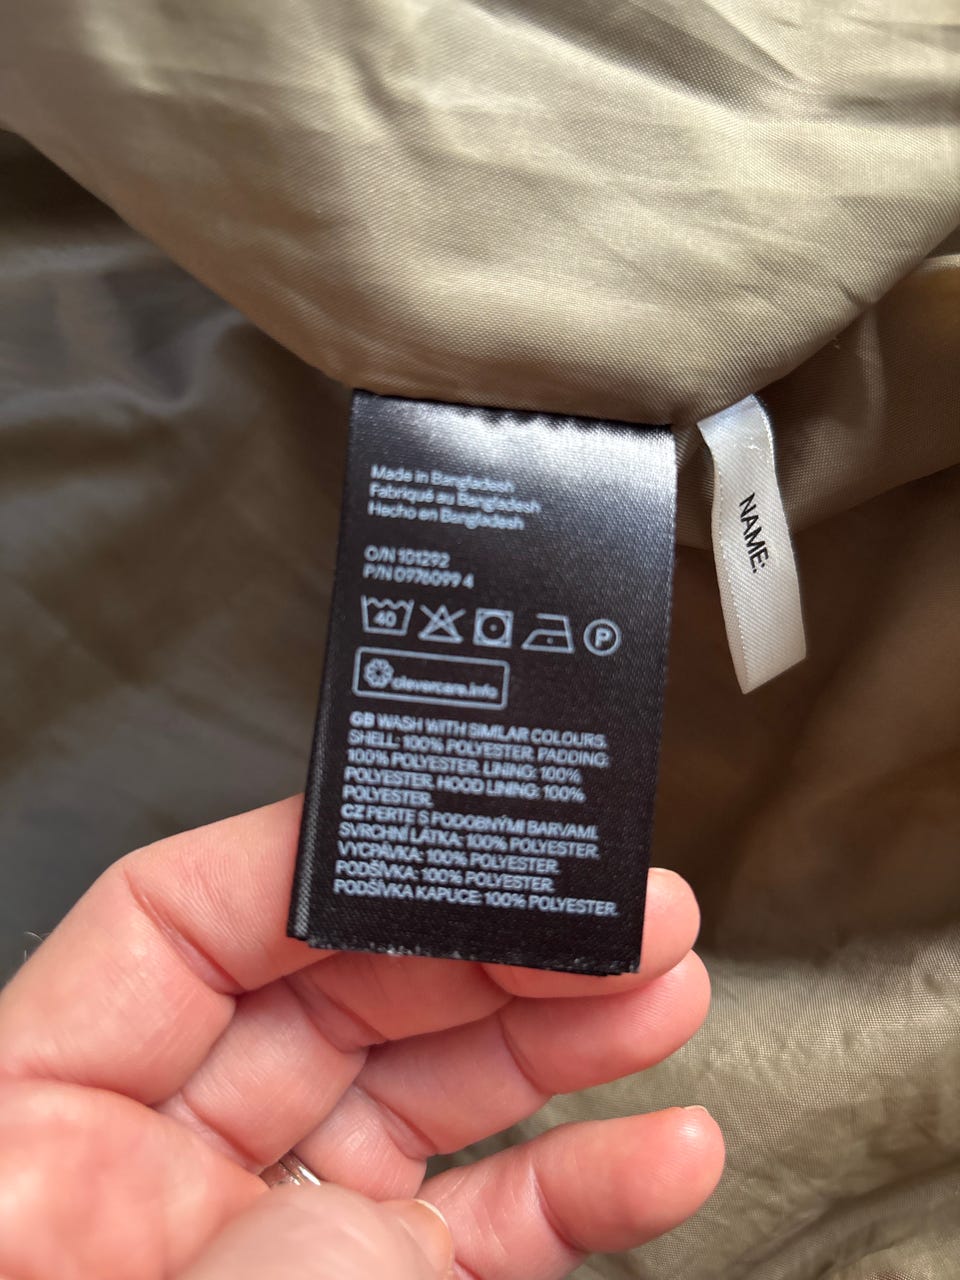 Made in Bangladesh
Fabriqué au Bangladesh
Hecho en Bangladesh
O/N 101292
P/N 0976099 4
40
P
clevercare.info
GB WASH WITH SIMILAR COLOURS.
SHELL: 100% POLYESTER. PADDING:
100% POLYESTER. LINING: 100%
POLYESTER. HOOD LINING: 100%
POLYESTER.
CZ PERTE S PODOBNÝMI BARVAMI.
SVRCHNÍ LÁTKA: 100% POLYESTER.
VYCPÁVKA: 100% POLYESTER.
PODŠÍVKA: 100% POLYESTER.
PODŠÍVKA KAPUCE: 100% POLYESTER.
NAME: